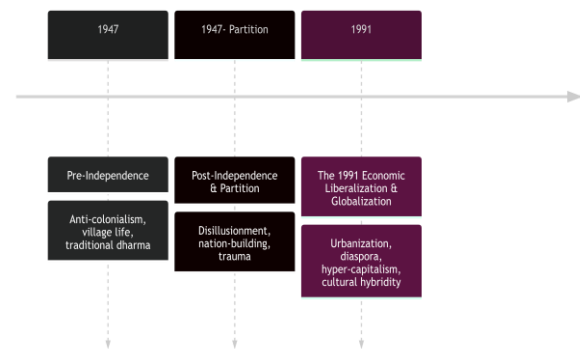 1947
1947- Partition
1991
Pre-Independence
Post-Independence
& Partition
The 1991 Economic
Liberalization &
Globalization
Anti-colonialism,
village life,
traditional dharma
Disillusionment,
nation-building,
trauma
Urbanization,
diaspora,
hyper-capitalism,
cultural hybridity